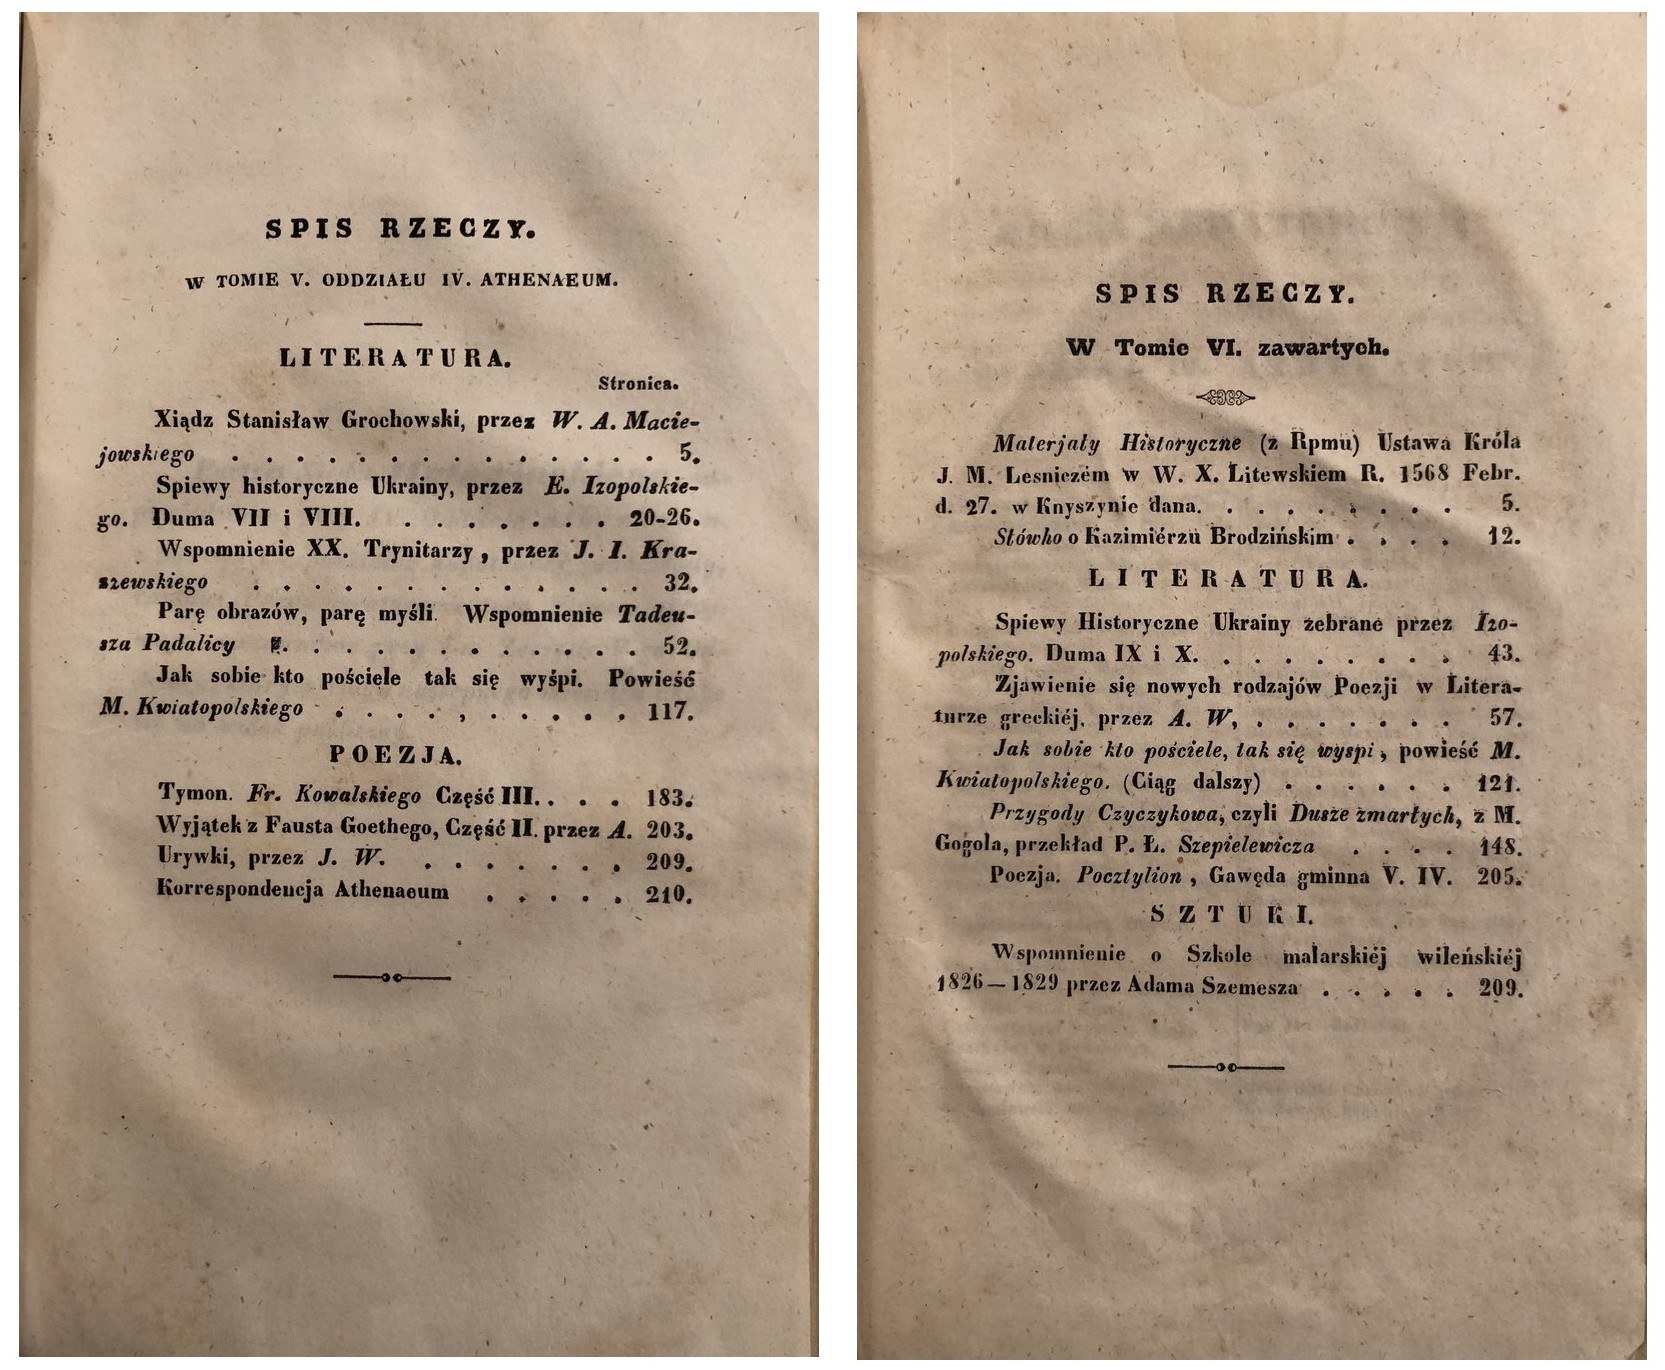 SPIS RZECZY.
W TOMIE V. ODDZIAŁU IV. ATHENAEUM.
LITERATURA.
Stronica.
Xiądz Stanisław Grochowski, przez W. A. Macie-
jowskiego . . . . . . . . . . . . . . 5.
Spiewy historyczne Ukrainy, przez E. Izopolskie-
go. Duma VII i VIII. . . . . . . . 20-26.
Wspomnienie XX. Trynitarzy, przez J. I. Kra-
szewskiego . . . . . . . . . . . . . 32.
Parę obrazów, parę myśli. Wspomnienie Tadeu-
sza Padalicy . . . . . . . . . . . . 52.
Jak sobie kto pościele tak się wyśpi. Powieść
M. Kwiatopolskiego . . . . , . . . . . 117.
POEZJA.
Tymon. Fr. Kowalskiego Część III. . . . 183.
Wyjątek z Fausta Goethego, Część II. przez A. 203.
Urywki, przez J. W. . . . . . . . 209.
Korrespondencja Athenaeum . . . . . 210.
SPIS RZECZY.
W Tomie VI. zawartych.
Materjały Historyczne (z Rpmu) Ustawa Króla
J. M. Lesniczém w W. X. Litewskiem R. 1568 Febr.
d. 27. w Knyszynie dana. . . . . . . . . 5.
Słówko o Kazimiérzu Brodzińskim . . . . 12.
LITERATURA.
Spiewy Historyczne Ukrainy zebrane przez Izo-
polskiego. Duma IX i X. . . . . . . . . 43.
Zjawienie się nowych rodzajów Poezji w Litera-
turze greckiéj, przez A. W, . . . . . . . 57.
Jak sobie kto pościele, tak się wyspi, powieść M.
Kwiatopolskiego. (Ciąg dalszy) . . . . . . 121.
Przygody Czyczykowa, czyli Dusze zmarłych, z M.
Gogola, przekład P. Ł. Szepielewicza . . . . 148.
Poezja. Pocztylion, Gawęda gminna V. IV. 205.
SZTUKI.
Wspomnienie o Szkole malarskiéj wileńskiéj
1826—1829 przez Adama Szemesza . . . . . 209.